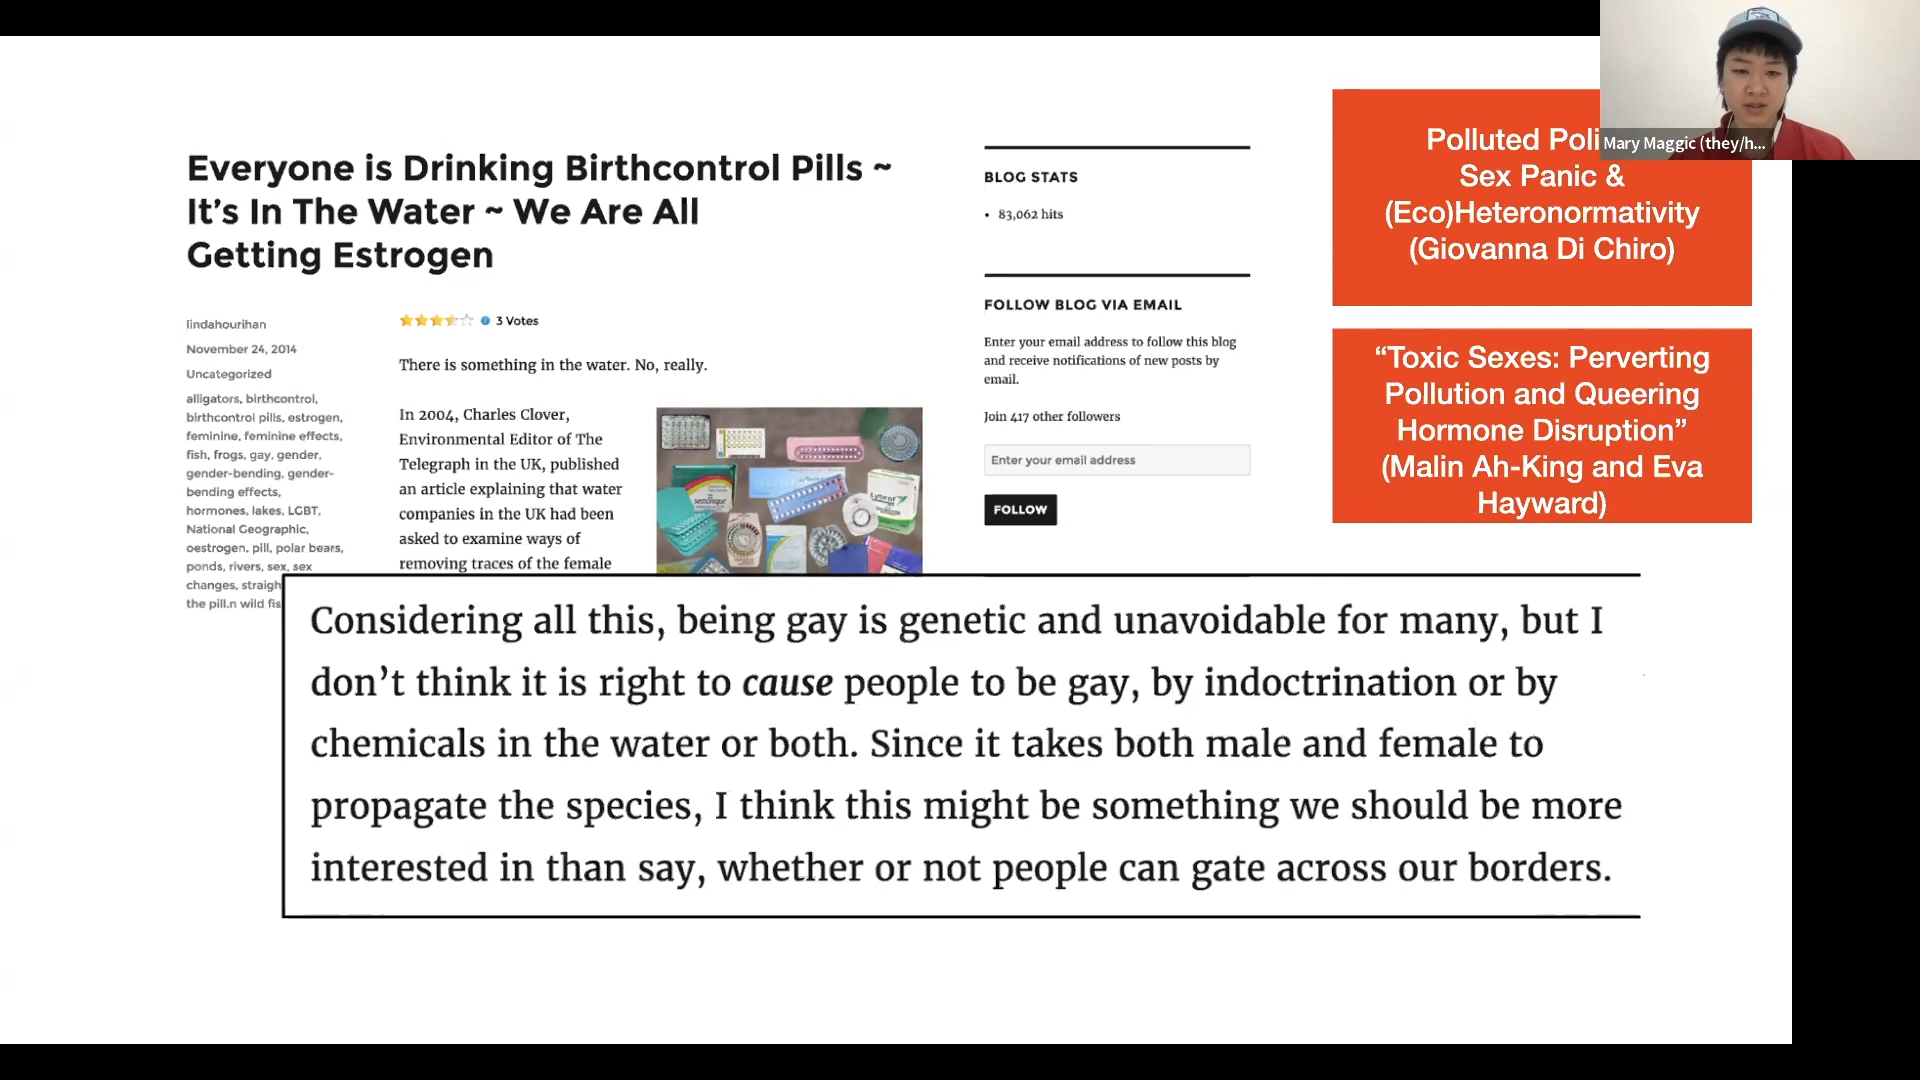 Everyone is Drinking Birthcontrol Pills ~
It's In The Water ~ We Are All
Getting Estrogen
lindahourihan
November 24, 2014
Uncategorized
alligators, birthcontrol,
birthcontrol pills, estrogen,
feminine, feminine effects,
fish, frogs, gay, gender,
gender-bending, gender-
bending effects,
hormones, lakes, LGBT,
National Geographic,
oestrogen, pill, polar bears,
ponds, rivers, sex, sex
changes, straigh
the pill.n wild fis
3 Votes
There is something in the water. No, really.
In 2004, Charles Clover,
Environmental Editor of The
Telegraph in the UK, published
an article explaining that water
companies in the UK had been
asked to examine ways of
removing traces of the female
seasonique
Lybrel
BLOG STATS
• 83,062 hits
FOLLOW BLOG VIA EMAIL
Enter your email address to follow this blog
and receive notifications of new posts by
email.
Join 417 other followers
Enter your email address
FOLLOW
Polluted Poli
Sex Panic &
(Eco)Heteronormativity
(Giovanna Di Chiro)
“Toxic Sexes: Perverting
Pollution and Queering
Hormone Disruption”
(Malin Ah-King and Eva
Hayward)
Mary Maggic (they/h...
Considering all this, being gay is genetic and unavoidable for many, but I
don’t think it is right to cause people to be gay, by indoctrination or by
chemicals in the water or both. Since it takes both male and female to
propagate the species, I think this might be something we should be more
interested in than say, whether or not people can gate across our borders.